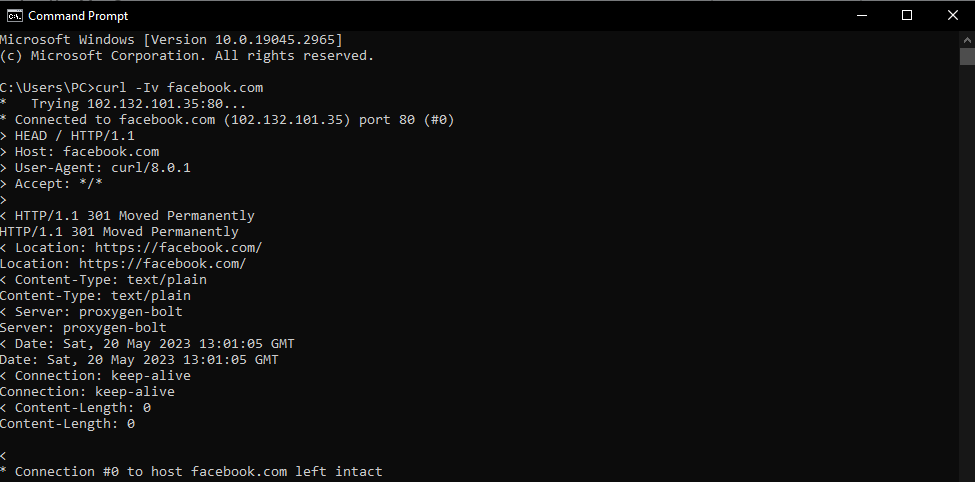 Command Prompt
Microsoft Windows [Version 10.0.19045.2965]
(c) Microsoft Corporation. All rights reserved.
C:\Users\PC>curl -Iv facebook.com
*   Trying 102.132.101.35:80...
* Connected to facebook.com (102.132.101.35) port 80 (#0)
> HEAD / HTTP/1.1
> Host: facebook.com
> User-Agent: curl/8.0.1
> Accept: */*
>
< HTTP/1.1 301 Moved Permanently
HTTP/1.1 301 Moved Permanently
< Location: https://facebook.com/
Location: https://facebook.com/
< Content-Type: text/plain
Content-Type: text/plain
< Server: proxygen-bolt
Server: proxygen-bolt
< Date: Sat, 20 May 2023 13:01:05 GMT
Date: Sat, 20 May 2023 13:01:05 GMT
< Connection: keep-alive
Connection: keep-alive
< Content-Length: 0
Content-Length: 0
<
* Connection #0 to host facebook.com left intact